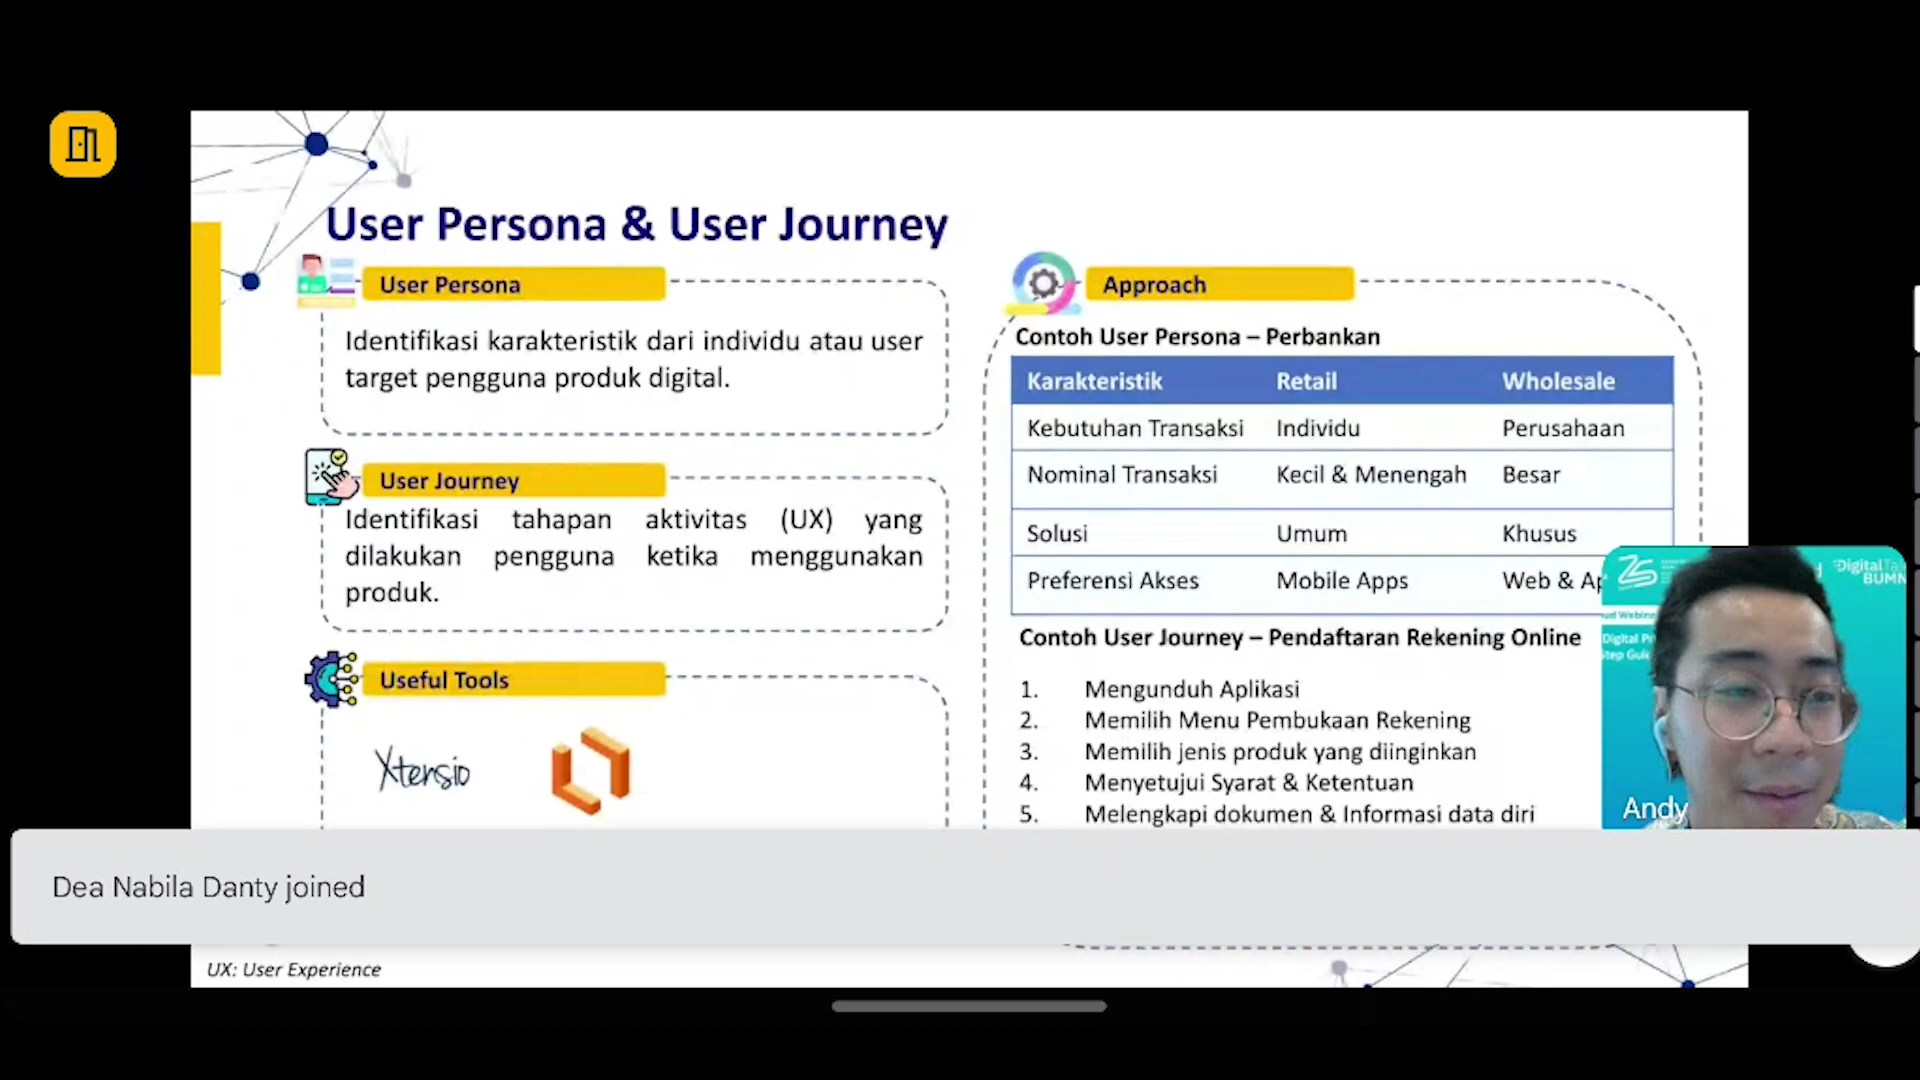 User Persona & User Journey
User Persona
Identifikasi karakteristik dari individu atau user
target pengguna produk digital.
User Journey
Identifikasi tahapan aktivitas (UX) yang
dilakukan pengguna ketika menggunakan
produk.
Useful Tools
Xtensio
Approach
Contoh User Persona – Perbankan
Karakteristik Retail Wholesale
Kebutuhan Transaksi Individu Perusahaan
Nominal Transaksi Kecil & Menengah Besar
Solusi Umum Khusus
Preferensi Akses Mobile Apps Web &
Contoh User Journey – Pendaftaran Rekening Online
1. Mengunduh Aplikasi
2. Memilih Menu Pembukaan Rekening
3. Memilih jenis produk yang diinginkan
4. Menyetujui Syarat & Ketentuan
5. Melengkapi dokumen & Informasi data diri
BUMN
Digital
Andy
Dea Nabila Danty joined
UX: User Experience